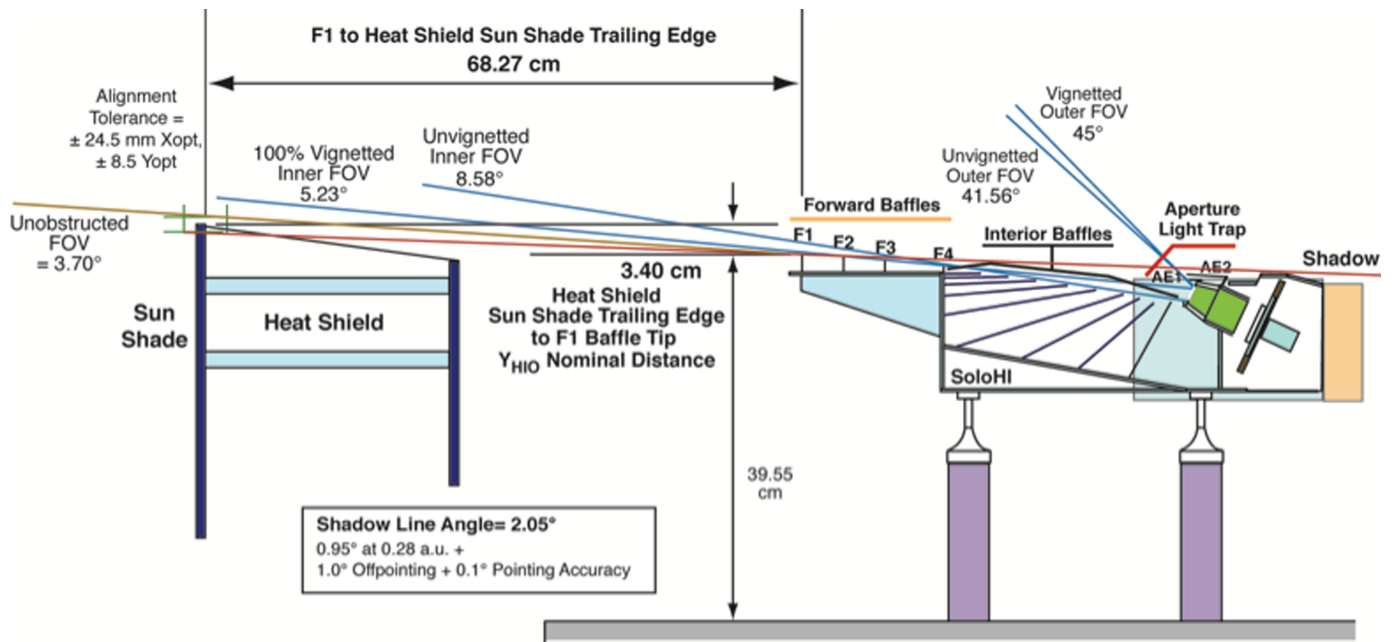 F1 to Heat Shield Sun Shade Trailing Edge
68.27 cm
Alignment
Tolerance =
± 24.5 mm Xopt,
± 8.5 Yopt
100% Vignetted
Inner FOV
5.23°
Unvignetted
Inner FOV
8.58°
Vignetted
Outer FOV
45°
Unvignetted
Outer FOV
41.56°
Unobstructed
FOV
= 3.70°
Forward Baffles
F1
F2
F3
F4
Interior Baffles
Aperture
Light Trap
AE1
AE2
Shadow
3.40 cm
Heat Shield
Sun Shade Trailing Edge
to F1 Baffle Tip
YHIO Nominal Distance
Sun
Shade
Heat Shield
SoloHI
39.55
cm
Shadow Line Angle= 2.05°
0.95° at 0.28 a.u. +
1.0° Offpointing + 0.1° Pointing Accuracy